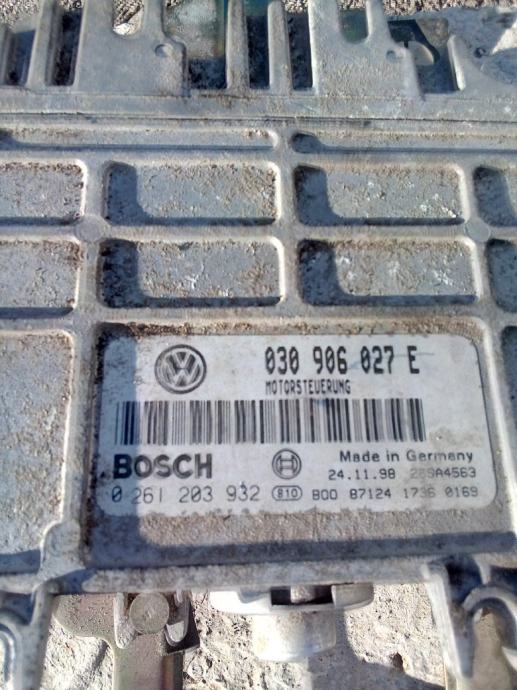 030 906 027 E
MOTORSTEUERUNG
BOSCH
Made in Germany
24.11.98
0 261 203 932 810 B00 87124 1736 0169